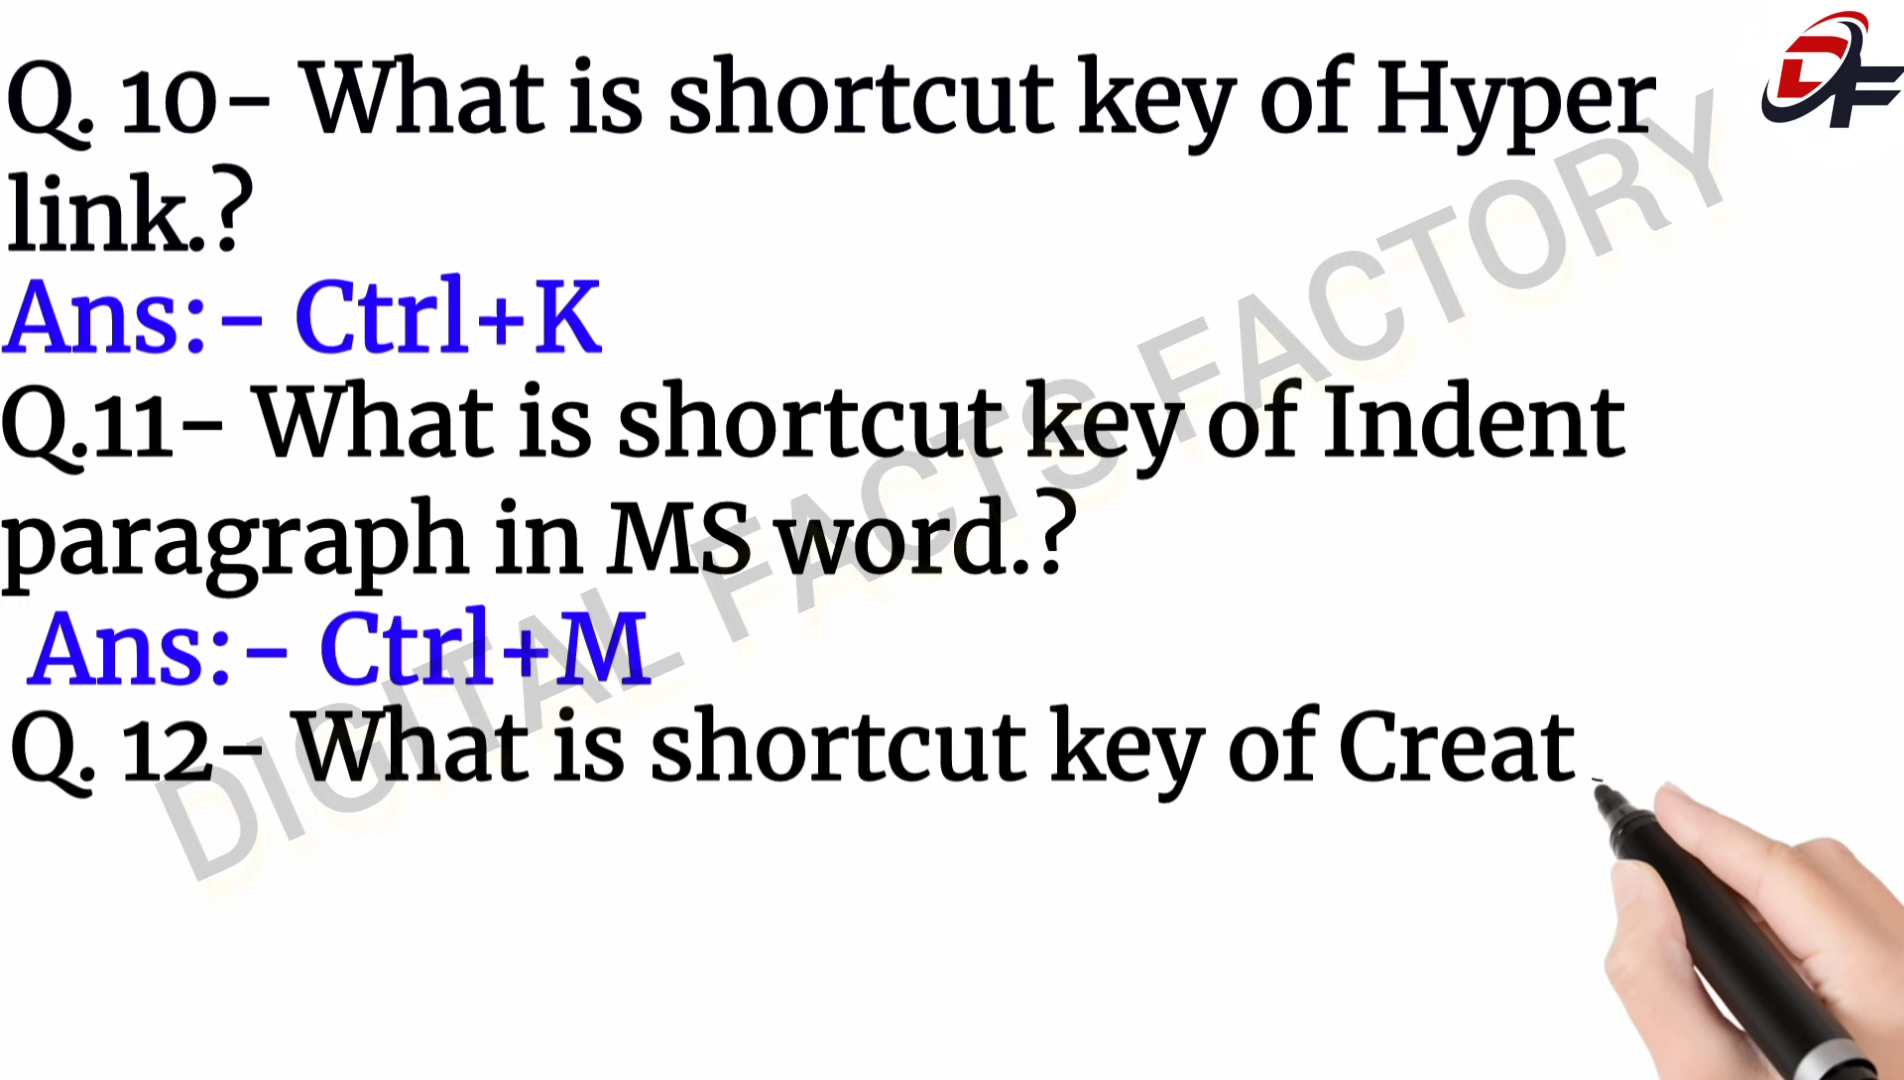 Q. 10- What is shortcut key of Hyper
link.?
Ans:- Ctrl+K
Q.11- What is shortcut key of Indent
paragraph in MS word.?
Ans:- Ctrl+M
Q. 12- What is shortcut key of Creat
DIGITAL FACTS FACTORY
DF